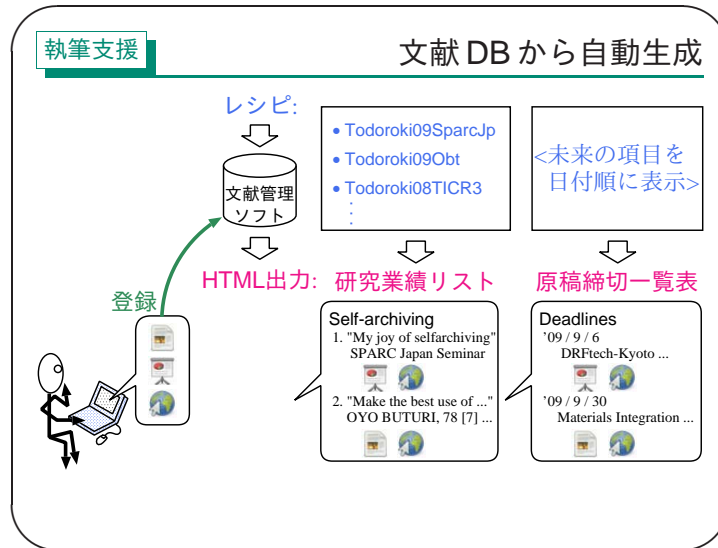 執筆支援
文献 DB から自動生成
レシピ:
• Todoroki09SparcJp
• Todoroki09Obt
• Todoroki08TICR3
⋮
<未来の項目を
日付順に表示>
文献管理
ソフト
登録
HTML出力:
研究業績リスト
原稿締切一覧表
Self-archiving
1. "My joy of selfarchiving"
SPARC Japan Seminar
2. "Make the best use of ..."
OYO BUTURI, 78 [7] ...
Deadlines
’09 / 9 / 6
DRFtech-Kyoto ...
’09 / 9 / 30
Materials Integration ...